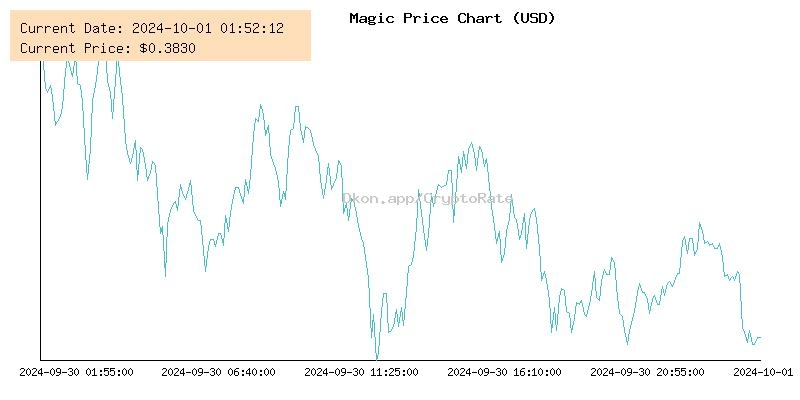 Magic Price Chart (USD)
Current Date: 2024-10-01 01:52:12
Current Price: $0.3830
Dkon.app/CryptoRate
2024-09-30 01:55:00 2024-09-30 06:40:00 2024-09-30 11:25:00 2024-09-30 16:10:00 2024-09-30 20:55:00 2024-10-01